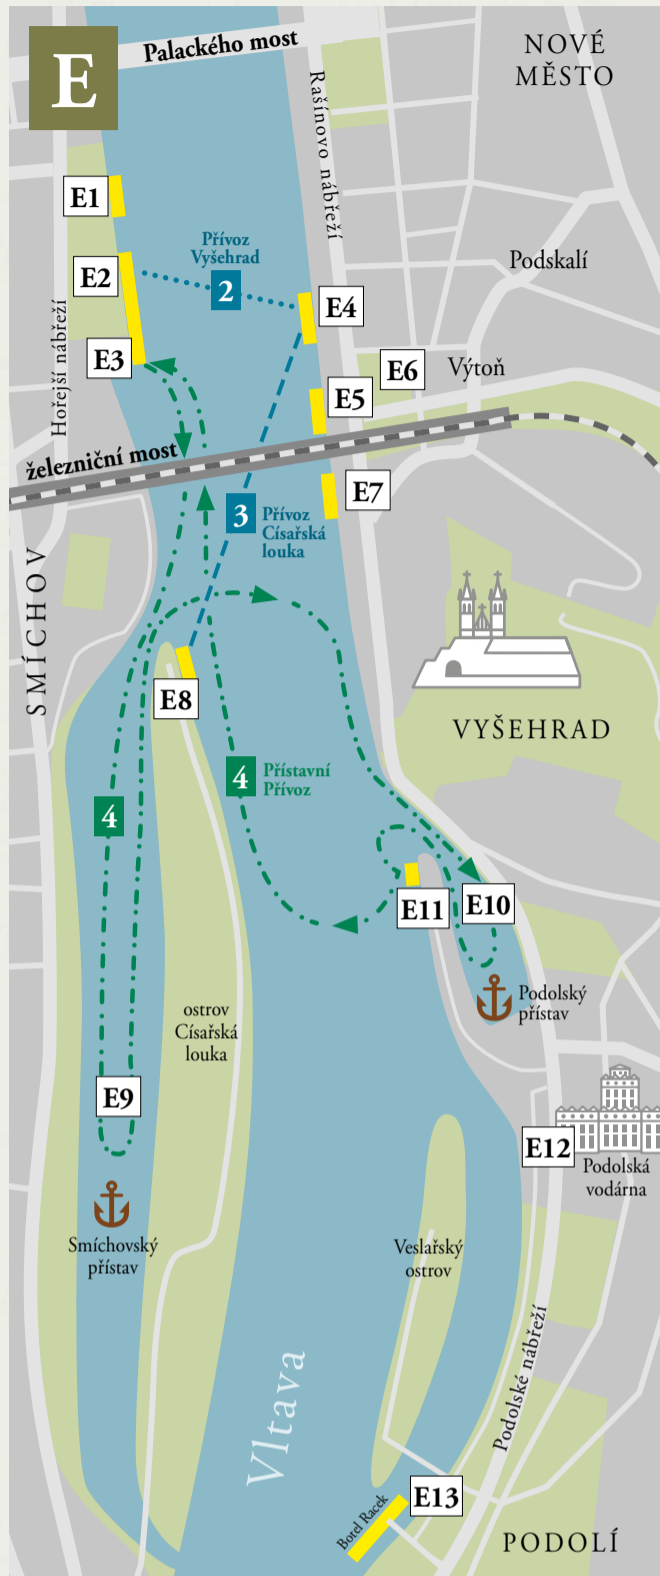 E
Palackého most
NOVÉ
MĚSTO
Rašínovo nábřeží
E1
Přívoz
Vyšehrad
2
Podskalí
E2
E4
Hořejší nábřeží
E3
E6
Výtoň
E5
železniční most
E7
3
Přívoz
Císařská
louka
SMÍCHOV
E8
VYŠEHRAD
4
Přístavní
Přívoz
4
E11
E10
Podolský
přístav
ostrov
Císařská
louka
E9
E12
Podolská
vodárna
Smíchovský
přístav
Veslařský
ostrov
Podolské nábřeží
Vltava
E13
Botel Racek
PODOLÍ